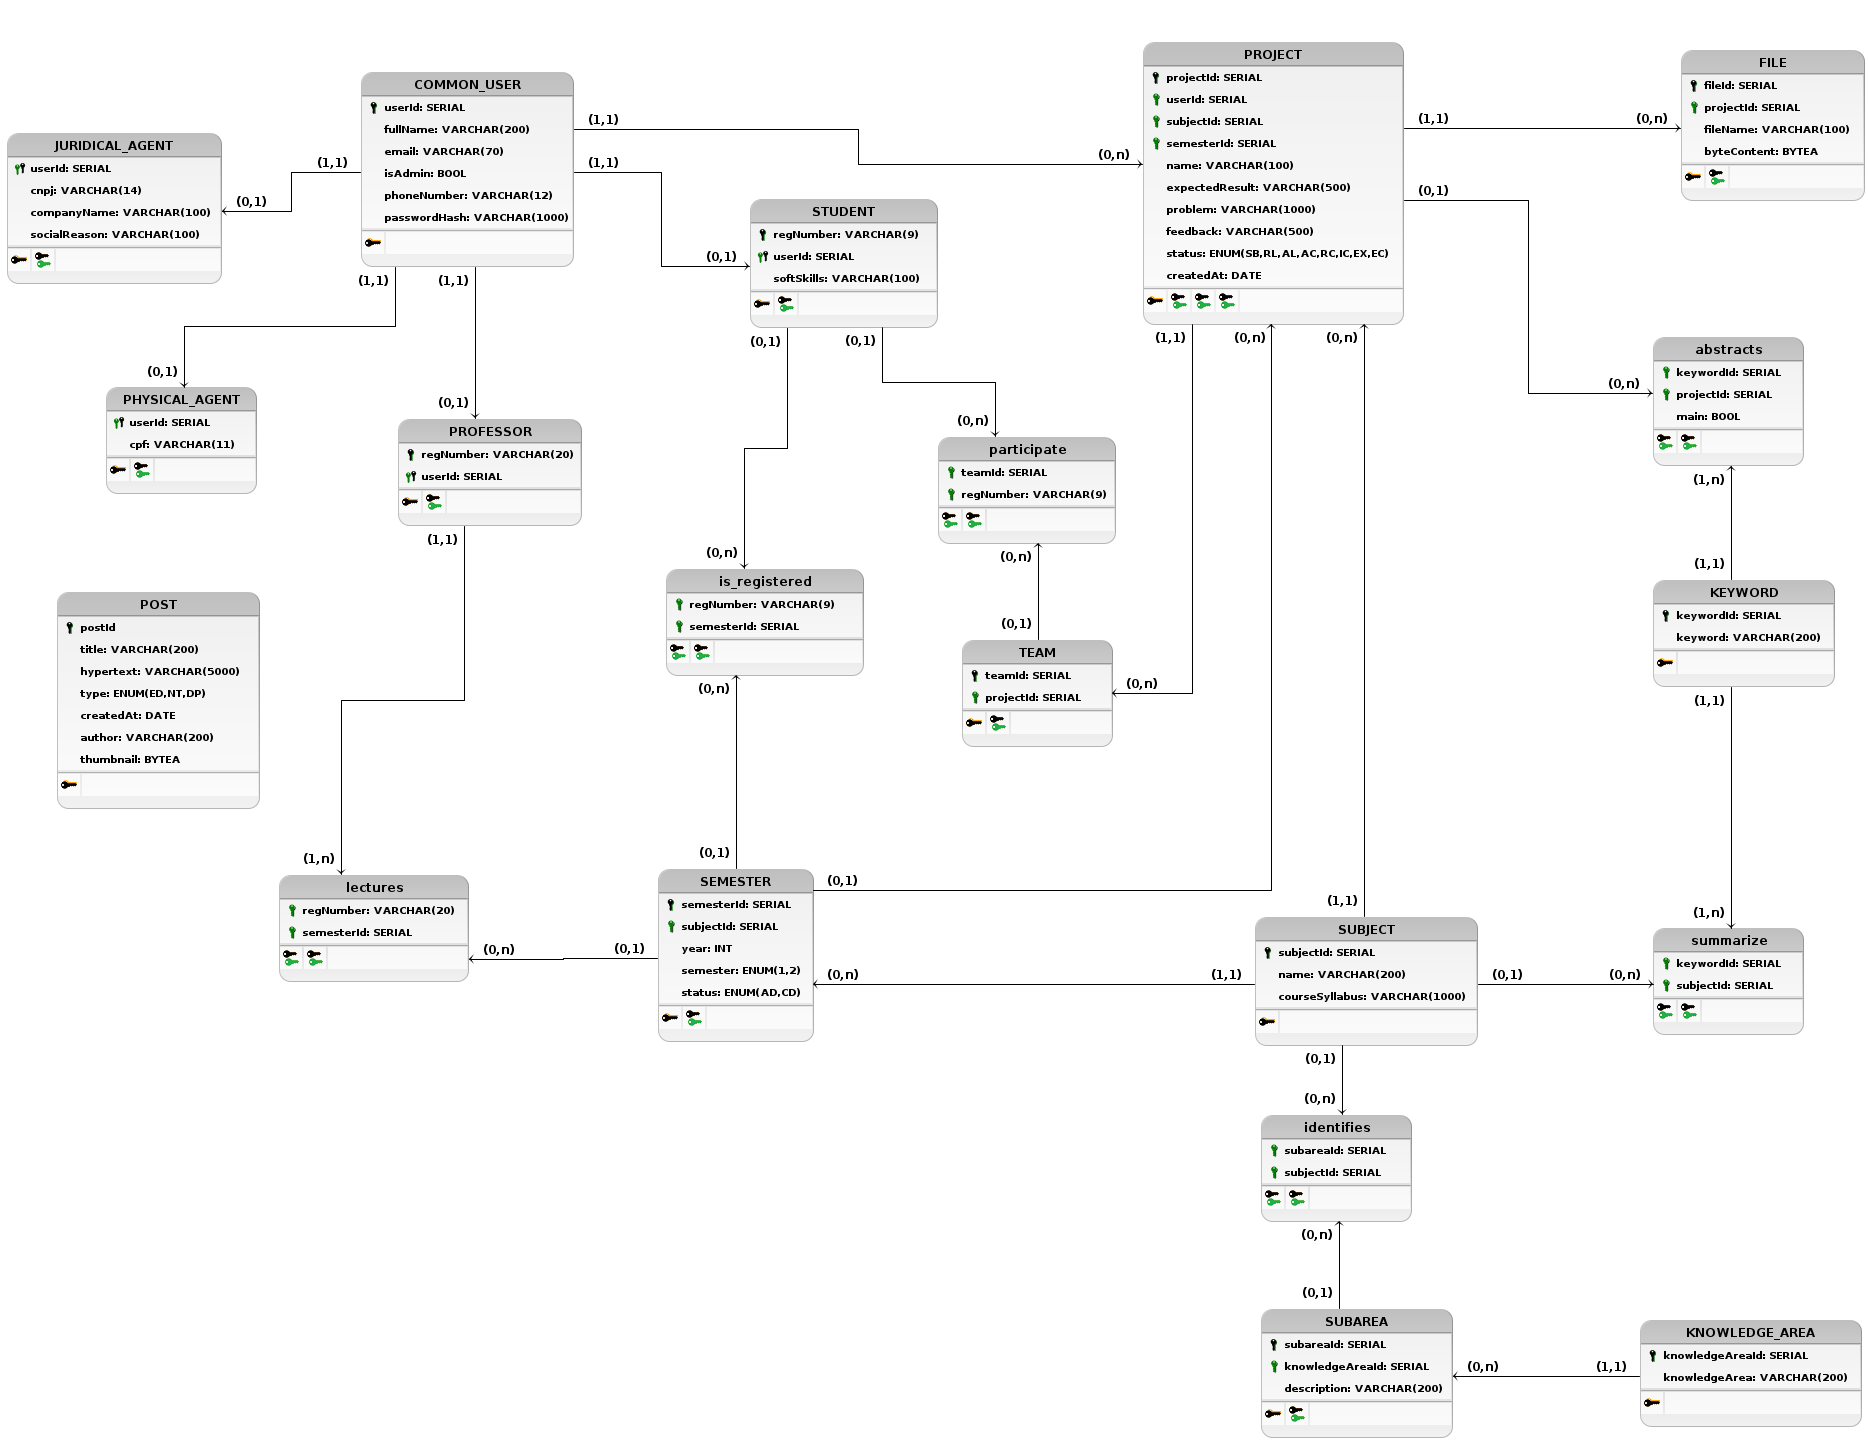 COMMON_USER
userId: SERIAL
fullName: VARCHAR(200)
email: VARCHAR(70)
isAdmin: BOOL
phoneNumber: VARCHAR(12)
passwordHash: VARCHAR(1000)
(1,1)
(1,1)
(1,1)
(1,1)
(1,1)
JURIDICAL_AGENT
userId: SERIAL
cnpj: VARCHAR(14)
companyName: VARCHAR(100)
socialReason: VARCHAR(100)
(0,1)
PROJECT
projectId: SERIAL
userId: SERIAL
subjectId: SERIAL
semesterId: SERIAL
name: VARCHAR(100)
expectedResult: VARCHAR(500)
problem: VARCHAR(1000)
feedback: VARCHAR(500)
status: ENUM(SB,RL,AL,AC,RC,IC,EX,EC)
createdAt: DATE
(0,n)
(1,1)
(0,1)
(1,1)
(0,n)
(0,n)
FILE
fileId: SERIAL
projectId: SERIAL
fileName: VARCHAR(100)
byteContent: BYTEA
(0,n)
STUDENT
regNumber: VARCHAR(9)
userId: SERIAL
softSkills: VARCHAR(100)
(0,1)
(0,1)
(0,1)
PHYSICAL_AGENT
userId: SERIAL
cpf: VARCHAR(11)
(0,1)
PROFESSOR
regNumber: VARCHAR(20)
userId: SERIAL
(0,1)
(1,1)
participate
teamId: SERIAL
regNumber: VARCHAR(9)
(0,n)
(0,n)
abstracts
keywordId: SERIAL
projectId: SERIAL
main: BOOL
(0,n)
(1,n)
POST
postId
title: VARCHAR(200)
hypertext: VARCHAR(5000)
type: ENUM(ED,NT,DP)
createdAt: DATE
author: VARCHAR(200)
thumbnail: BYTEA
is_registered
regNumber: VARCHAR(9)
semesterId: SERIAL
(0,n)
(0,n)
TEAM
teamId: SERIAL
projectId: SERIAL
(0,1)
(0,n)
KEYWORD
keywordId: SERIAL
keyword: VARCHAR(200)
(1,1)
(1,1)
lectures
regNumber: VARCHAR(20)
semesterId: SERIAL
(1,n)
(0,n)
SEMESTER
semesterId: SERIAL
subjectId: SERIAL
year: INT
semester: ENUM(1,2)
status: ENUM(AD,CD)
(0,1)
(0,1)
(0,1)
(0,n)
SUBJECT
subjectId: SERIAL
name: VARCHAR(200)
courseSyllabus: VARCHAR(1000)
(1,1)
(1,1)
(0,1)
(0,1)
summarize
keywordId: SERIAL
subjectId: SERIAL
(1,n)
(0,n)
identifies
subareaId: SERIAL
subjectId: SERIAL
(0,n)
(0,n)
SUBAREA
subareaId: SERIAL
knowledgeAreaId: SERIAL
description: VARCHAR(200)
(0,1)
(0,n)
KNOWLEDGE_AREA
knowledgeAreaId: SERIAL
knowledgeArea: VARCHAR(200)
(1,1)